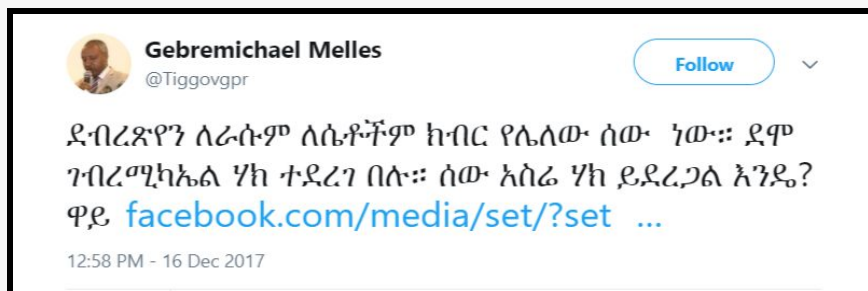 Gebremichael Melles
@Tiggovgpr
Follow
ደብረጽየን ለራሱም ለሴቶችም ክብር የሌለው ሰው ነው። ደሞ
ገብረሚካኤል ሃክ ተደረገ በሉ። ሰው አስሬ ሃክ ይደረጋል እንዴ?
ዋይ facebook.com/media/set/?set ...
12:58 PM - 16 Dec 2017